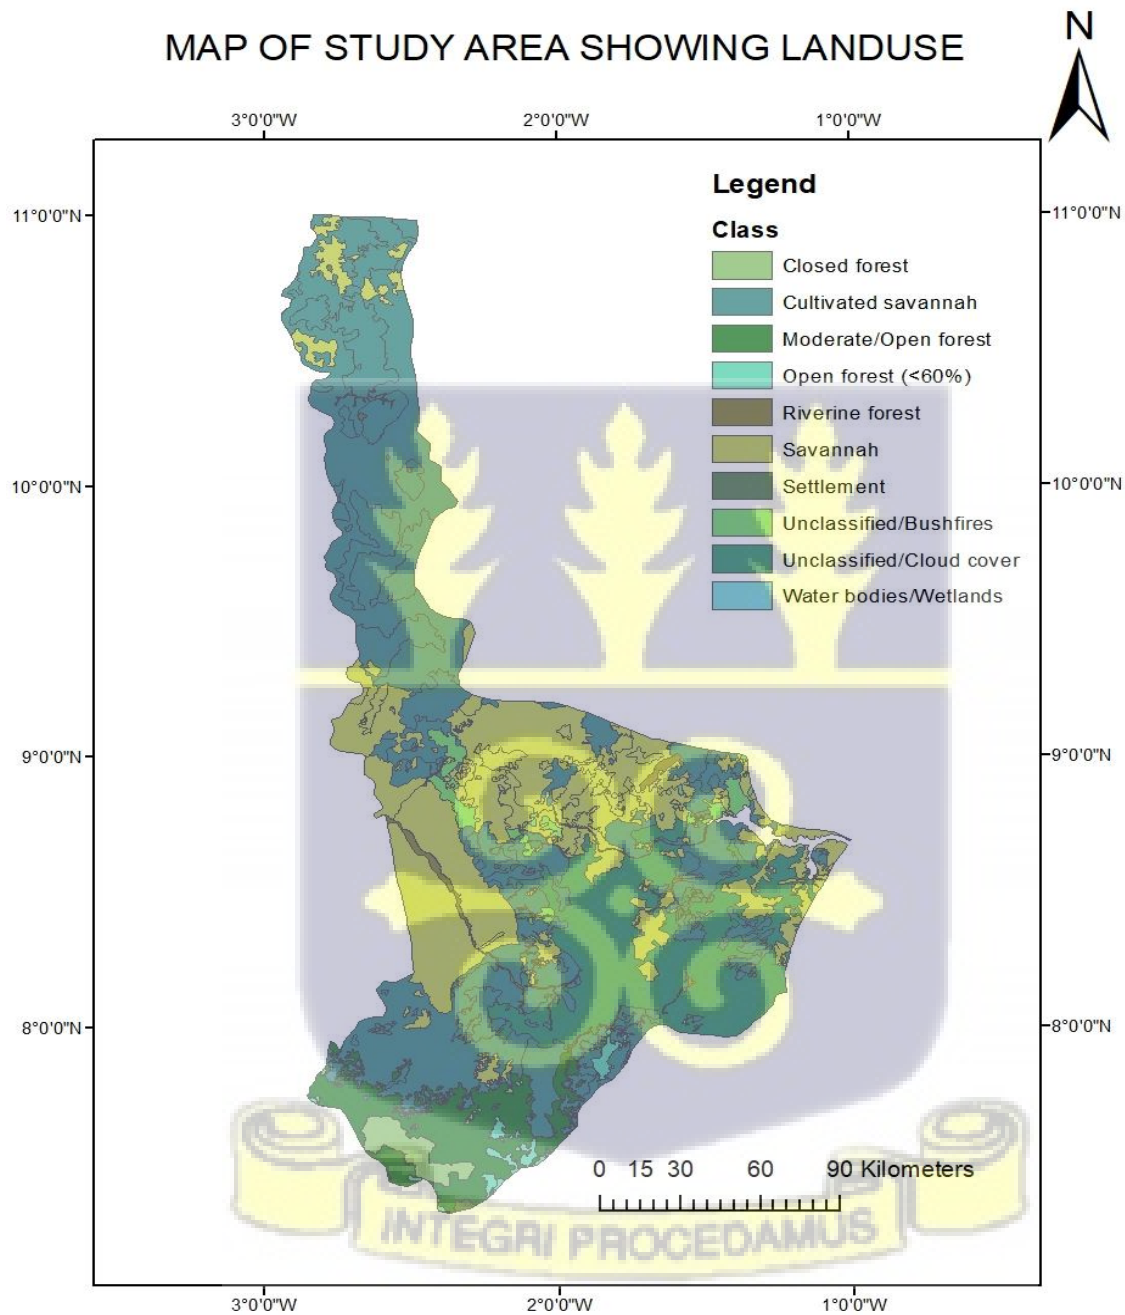 N
MAP OF STUDY AREA SHOWING LANDUSE
3°0'0"W 2°0'0"W 1°0'0"W
Legend
Class
Closed forest
Cultivated savannah
Moderate/Open forest
Open forest (<60%)
Riverine forest
Savannah
Settlement
Unclassified/Bushfires
Unclassified/Cloud cover
Water bodies/Wetlands
11°0'0"N 11°0'0"N
10°0'0"N 10°0'0"N
9°0'0"N 9°0'0"N
8°0'0"N 8°0'0"N
0 15 30 60 90 Kilometers
INTEGRI PROCEDAMUS
3°0'0"W 2°0'0"W 1°0'0"W